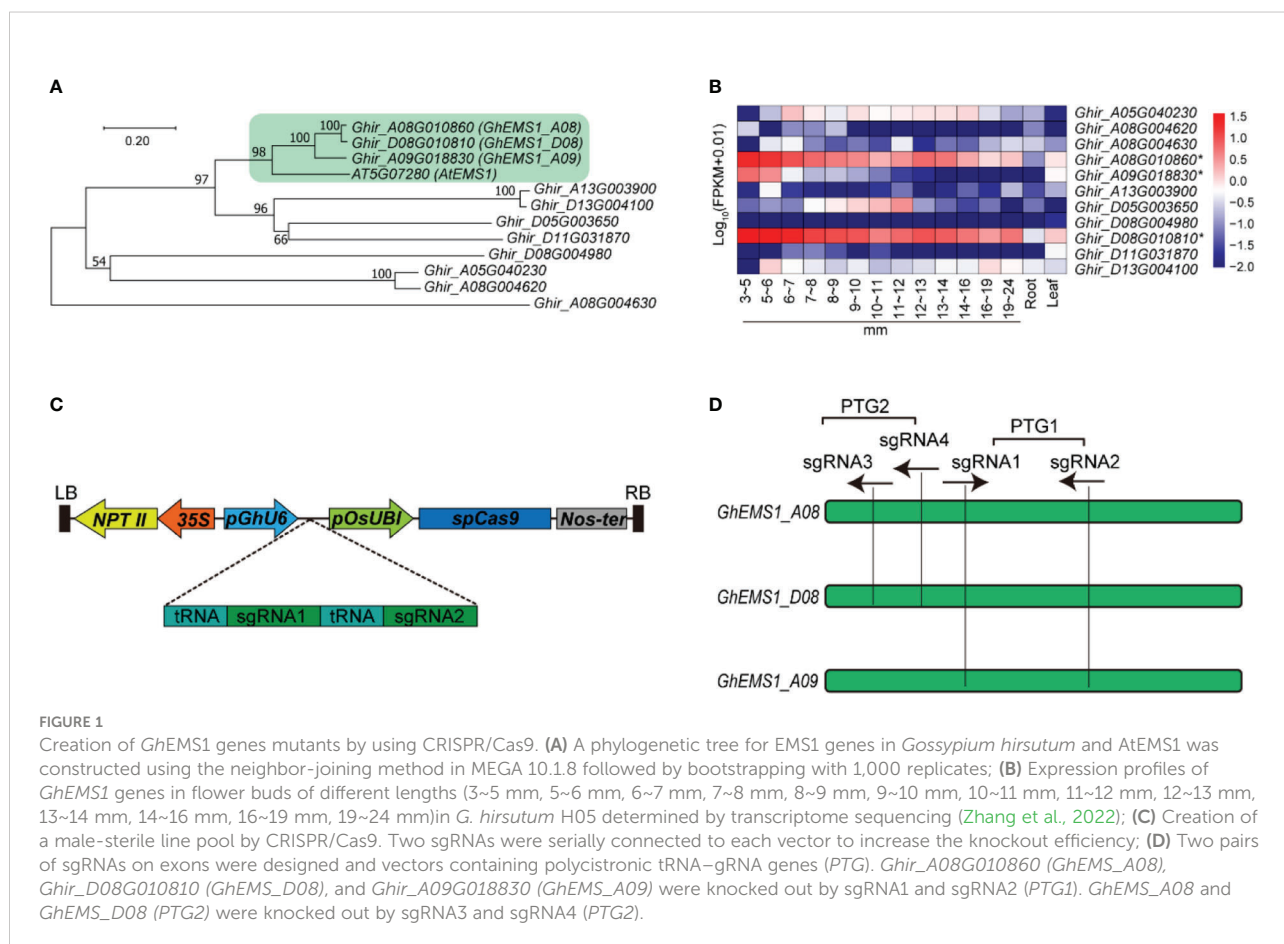 A
0.20
100
Ghir_A08G010860 (GhEMS1_A08)
100
Ghir_D08G010810 (GhEMS1_D08)
98
Ghir_A09G018830 (GhEMS1_A09)
AT5G07280 (AtEMS1)
97
100
Ghir_A13G003900
96
Ghir_D13G004100
Ghir_D05G003650
66
Ghir_D11G031870
Ghir_D08G004980
54
100
Ghir_A05G040230
Ghir_A08G004620
Ghir_A08G004630
B
Log10(FPKM+0.01)
Ghir_A05G040230
Ghir_A08G004620
Ghir_A08G004630
Ghir_A08G010860*
Ghir_A09G018830*
Ghir_A13G003900
Ghir_D05G003650
Ghir_D08G004980
Ghir_D08G010810*
Ghir_D11G031870
Ghir_D13G004100
1.5
1.0
0.5
0.0
−0.5
−1.0
−1.5
−2.0
3~5
5~6
6~7
7~8
8~9
9~10
10~11
11~12
12~13
13~14
14~16
16~19
19~24
Root
Leaf
mm
C
LB
RB
NPT II 35S pGhU6 pOsUBI spCas9 Nos-ter
tRNA sgRNA1 tRNA sgRNA2
D
PTG2
PTG1
sgRNA4
sgRNA3 sgRNA1 sgRNA2
GhEMS1_A08
GhEMS1_D08
GhEMS1_A09
FIGURE 1
Creation of GhEMS1 genes mutants by using CRISPR/Cas9. (A) A phylogenetic tree for EMS1 genes in Gossypium hirsutum and AtEMS1 was
constructed using the neighbor-joining method in MEGA 10.1.8 followed by bootstrapping with 1,000 replicates; (B) Expression profiles of
GhEMS1 genes in flower buds of different lengths (3~5 mm, 5~6 mm, 6~7 mm, 7~8 mm, 8~9 mm, 9~10 mm, 10~11 mm, 11~12 mm, 12~13 mm,
13~14 mm, 14~16 mm, 16~19 mm, 19~24 mm)in G. hirsutum H05 determined by transcriptome sequencing (Zhang et al., 2022); (C) Creation of
a male-sterile line pool by CRISPR/Cas9. Two sgRNAs were serially connected to each vector to increase the knockout efficiency; (D) Two pairs
of sgRNAs on exons were designed and vectors containing polycistronic tRNA–gRNA genes (PTG). Ghir_A08G010860 (GhEMS_A08),
Ghir_D08G010810 (GhEMS_D08), and Ghir_A09G018830 (GhEMS_A09) were knocked out by sgRNA1 and sgRNA2 (PTG1). GhEMS_A08 and
GhEMS_D08 (PTG2) were knocked out by sgRNA3 and sgRNA4 (PTG2).